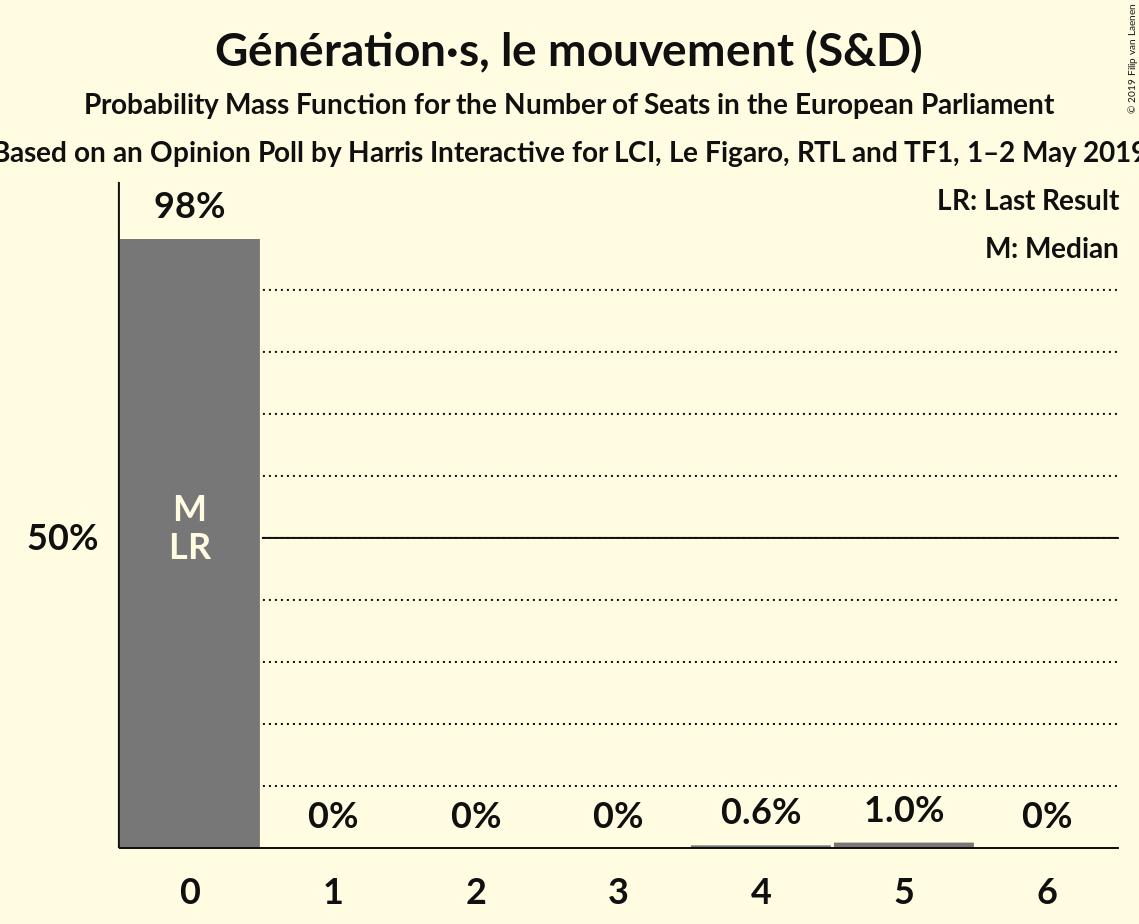 © 2019 Filip van Laenen
Génération·s, le mouvement (S&D)
Probability Mass Function for the Number of Seats in the European Parliament
Based on an Opinion Poll by Harris Interactive for LCI, Le Figaro, RTL and TF1, 1–2 May 2019
LR: Last Result
M: Median
98%
M
LR
50%
0%
0%
0%
0.6%
1.0%
0%
0
1
2
3
4
5
6